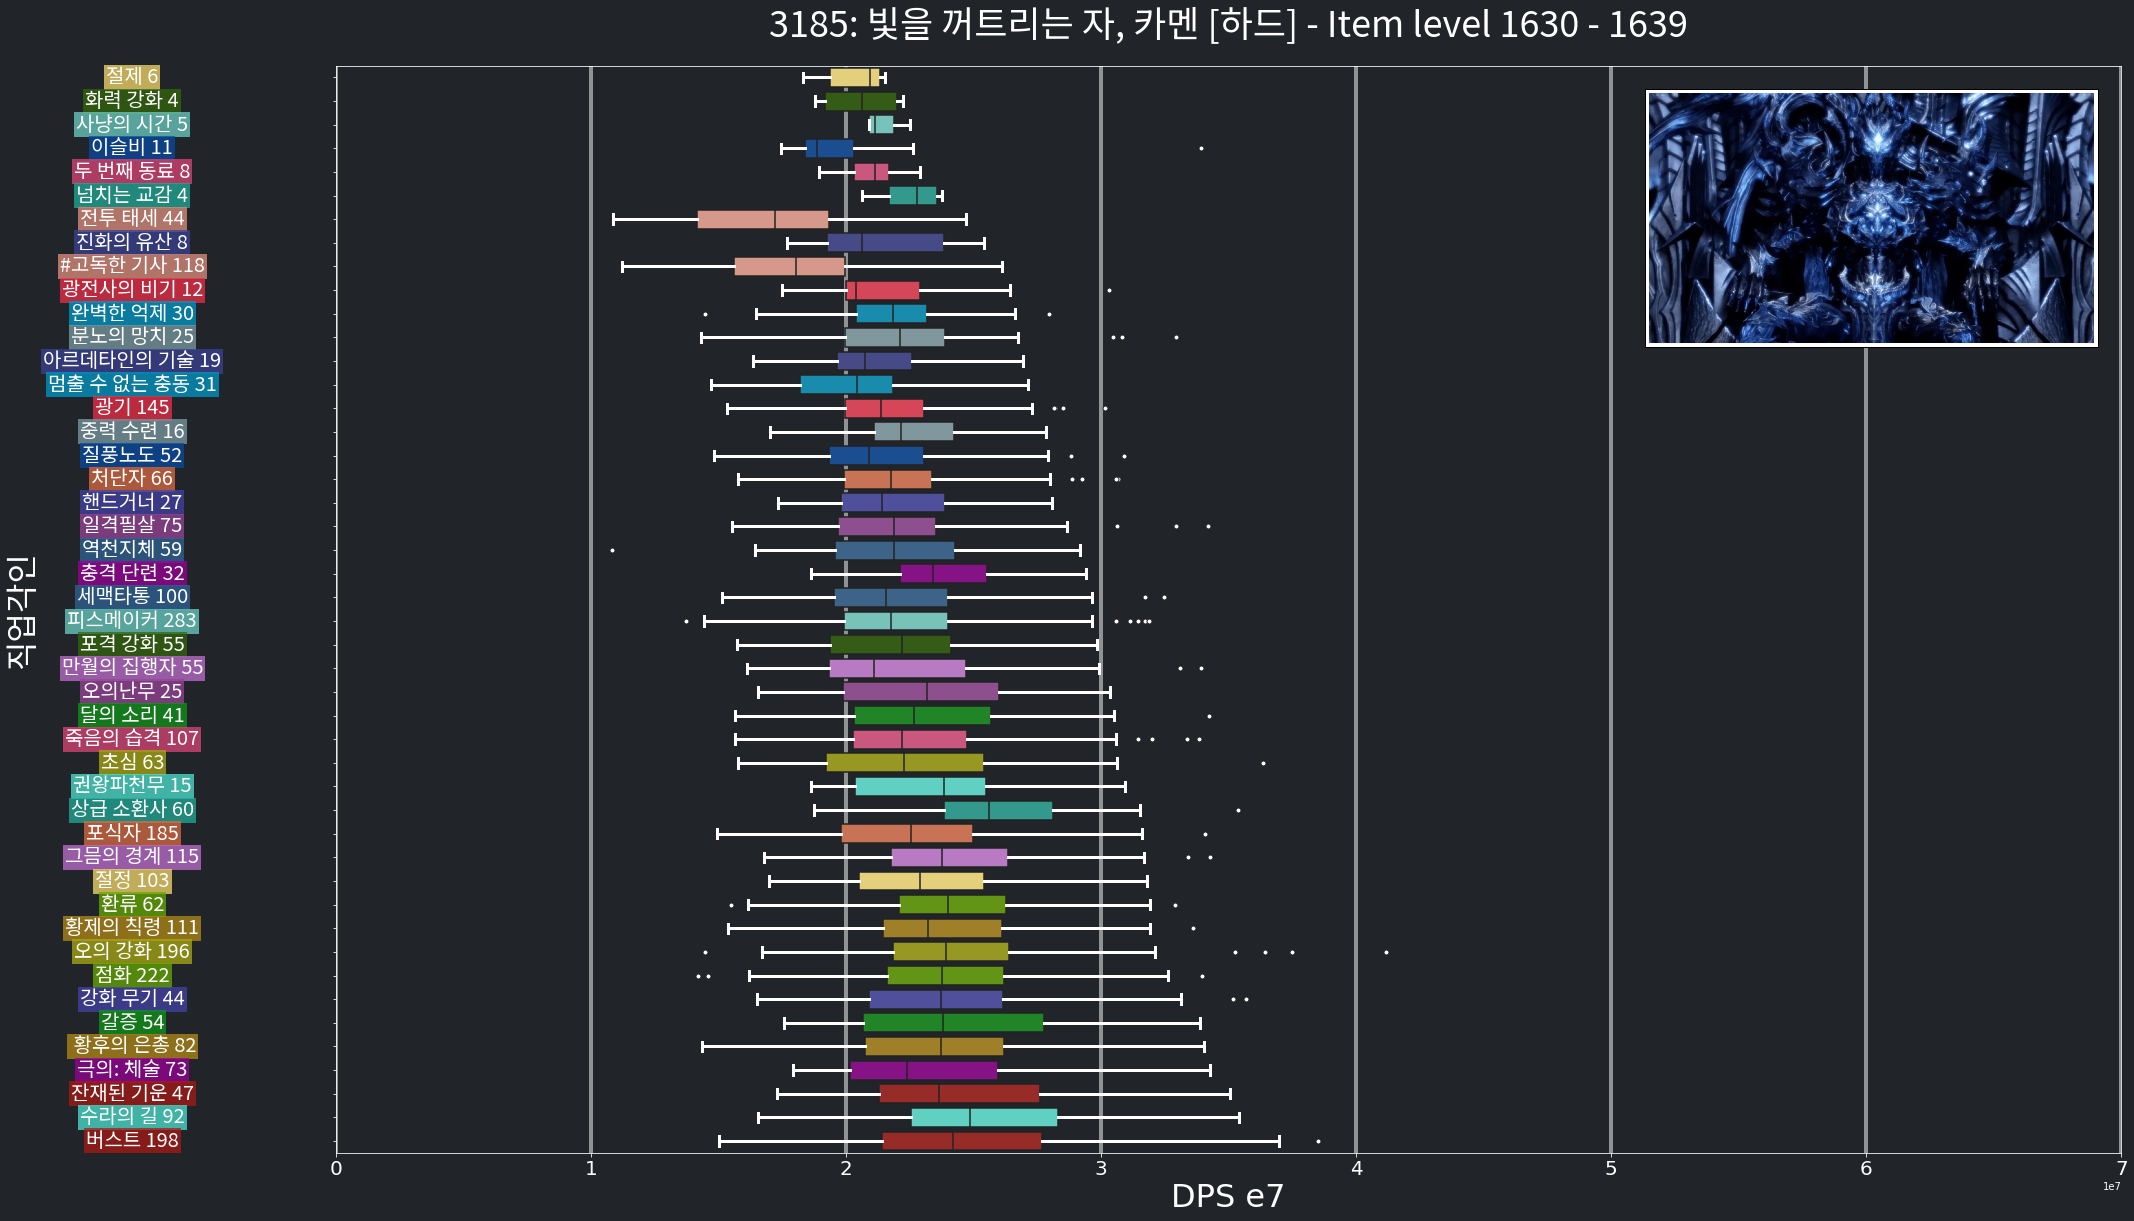 3185: 빛을 꺼트리는 자, 카멘 [하드] - Item level 1630 - 1639
직업각인
절제 6
화력 강화 4
사냥의 시간 5
이슬비 11
두 번째 동료 8
넘치는 교감 4
전투 태세 44
진화의 유산 8
#고독한 기사 118
광전사의 비기 12
완벽한 억제 30
분노의 망치 25
아르데타인의 기술 19
멈출 수 없는 충동 31
광기 145
중력 수련 16
질풍노도 52
처단자 66
핸드거너 27
일격필살 75
역천지체 59
충격 단련 32
세맥타통 100
피스메이커 283
포격 강화 55
만월의 집행자 55
오의난무 25
달의 소리 41
죽음의 습격 107
초심 63
권왕파천무 15
상급 소환사 60
포식자 185
그믐의 경계 115
절정 103
환류 62
황제의 칙령 111
오의 강화 196
점화 222
강화 무기 44
갈증 54
황후의 은총 82
극의: 체술 73
잔재된 기운 47
수라의 길 92
버스트 198
0 1 2 3 4 5 6 7
1e7
DPS e7